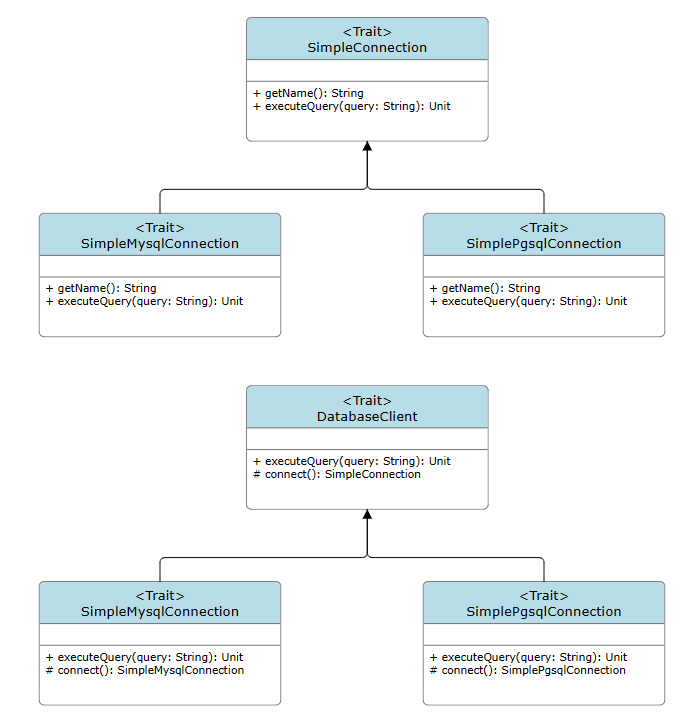 <Trait>
SimpleConnection
+ getName(): String
+ executeQuery(query: String): Unit
<Trait>
SimpleMysqlConnection
+ getName(): String
+ executeQuery(query: String): Unit
<Trait>
SimplePgsqlConnection
+ getName(): String
+ executeQuery(query: String): Unit
<Trait>
DatabaseClient
+ executeQuery(query: String): Unit
# connect(): SimpleConnection
<Trait>
SimpleMysqlConnection
+ executeQuery(query: String): Unit
# connect(): SimpleMysqlConnection
<Trait>
SimplePgsqlConnection
+ executeQuery(query: String): Unit
# connect(): SimplePgsqlConnection